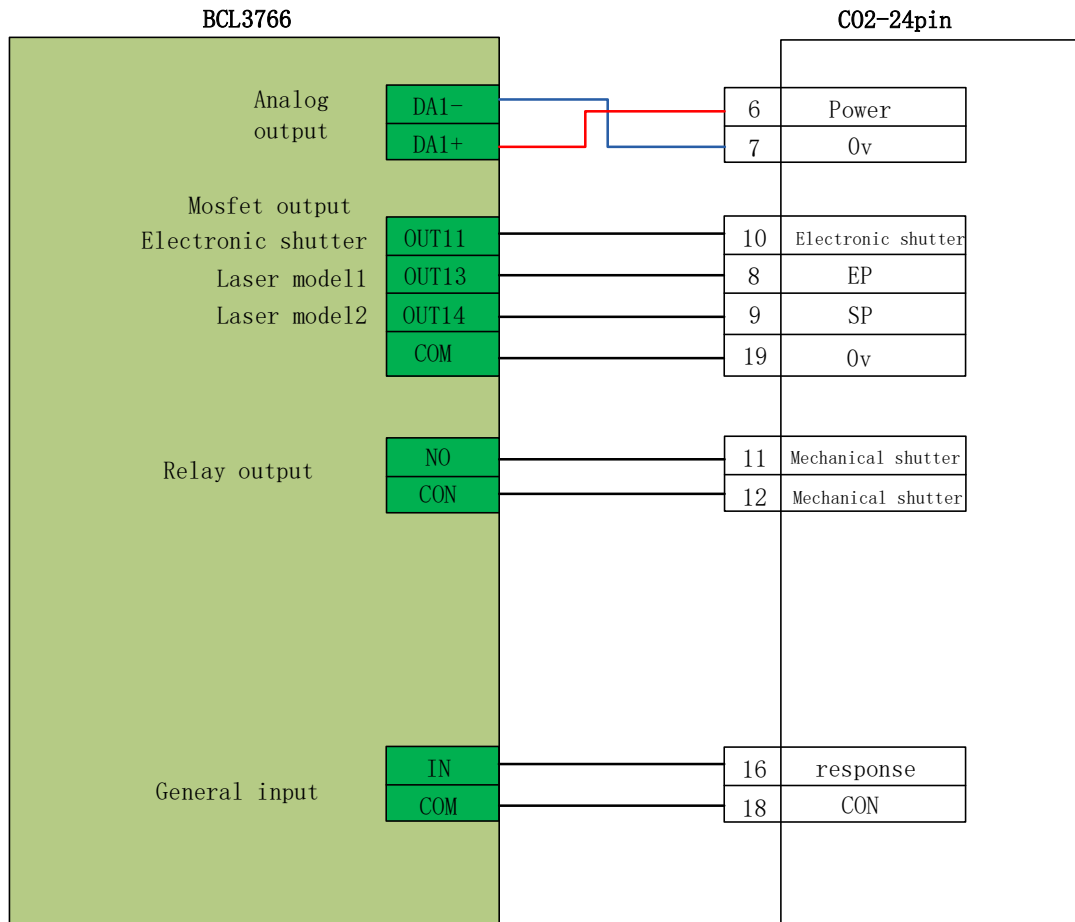 BCL3766
CO2-24pin
Analog
output
DA1-
DA1+
6 Power
7 0v
Mosfet output
Electronic shutter OUT11
Laser model1 OUT13
Laser model2 OUT14
COM
10 Electronic shutter
8 EP
9 SP
19 0v
Relay output
NO
CON
11 Mechanical shutter
12 Mechanical shutter
General input
IN
COM
16 response
18 CON